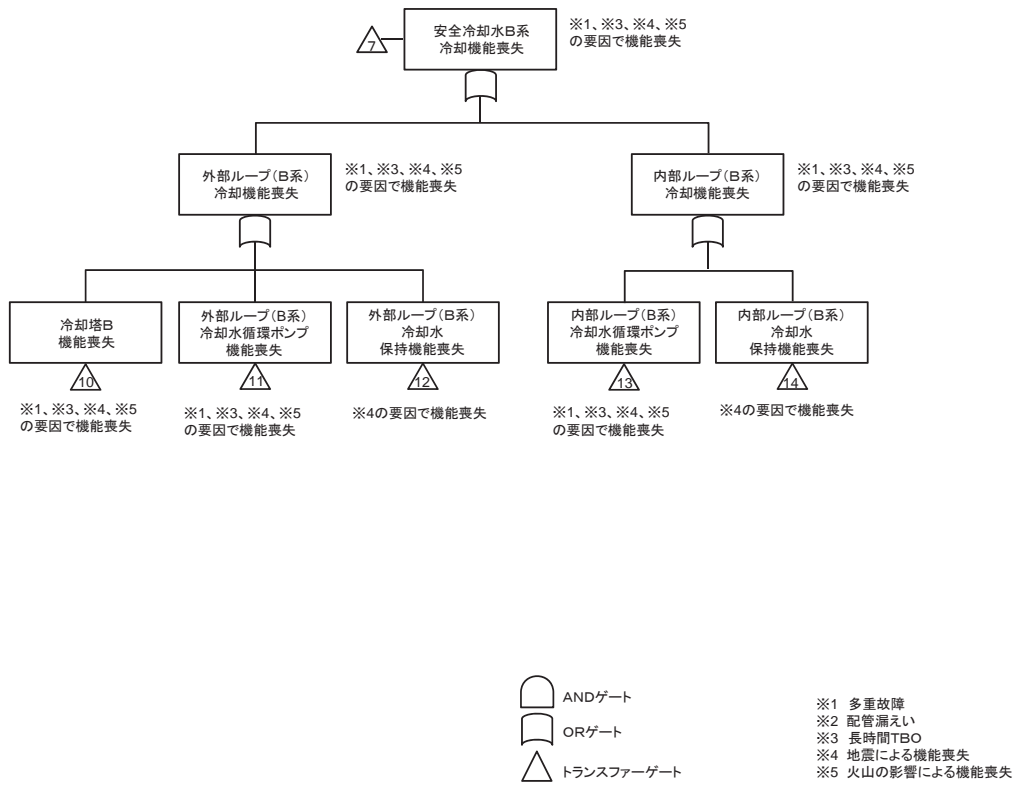 7
安全冷却水B系
冷却機能喪失
※1、※3、※4、※5
の要因で機能喪失
外部ループ(B系)
冷却機能喪失
※1、※3、※4、※5
の要因で機能喪失
内部ループ(B系)
冷却機能喪失
※1、※3、※4、※5
の要因で機能喪失
冷却塔B
機能喪失
10
※1、※3、※4、※5
の要因で機能喪失
外部ループ(B系)
冷却水循環ポンプ
機能喪失
11
※1、※3、※4、※5
の要因で機能喪失
外部ループ(B系)
冷却水
保持機能喪失
12
※4の要因で機能喪失
内部ループ(B系)
冷却水循環ポンプ
機能喪失
13
※1、※3、※4、※5
の要因で機能喪失
内部ループ(B系)
冷却水
保持機能喪失
14
※4の要因で機能喪失
ANDゲート
ORゲート
トランスファーゲート
※1 多重故障
※2 配管漏えい
※3 長時間TBO
※4 地震による機能喪失
※5 火山の影響による機能喪失